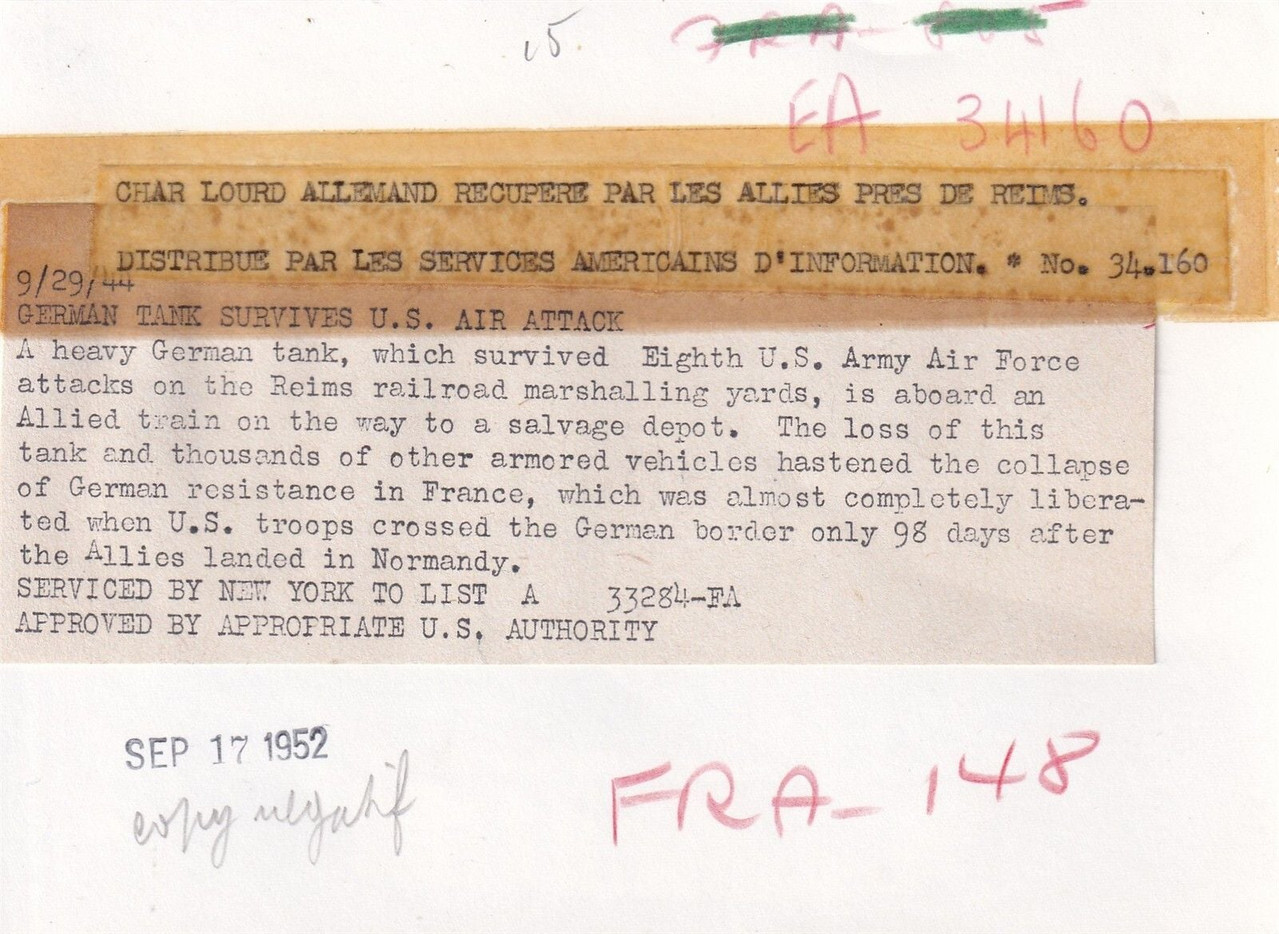 15
EA 34160
CHAR LOURD ALLEMAND RECUPERE PAR LES ALLIES PRES DE REIMS.
DISTRIBUE PAR LES SERVICES AMERICAINS D'INFORMATION. * No. 34.160
9/29/44
GERMAN TANK SURVIVES U.S. AIR ATTACK
A heavy German tank, which survived Eighth U.S. Army Air Force
attacks on the Reims railroad marshalling yards, is aboard an
Allied train on the way to a salvage depot. The loss of this
tank and thousands of other armored vehicles hastened the collapse
of German resistance in France, which was almost completely libera-
ted when U.S. troops crossed the German border only 98 days after
the Allies landed in Normandy.
SERVICED BY NEW YORK TO LIST A 33284-FA
APPROVED BY APPROPRIATE U.S. AUTHORITY
SEP 17 1952
copy negatif
FRA-148